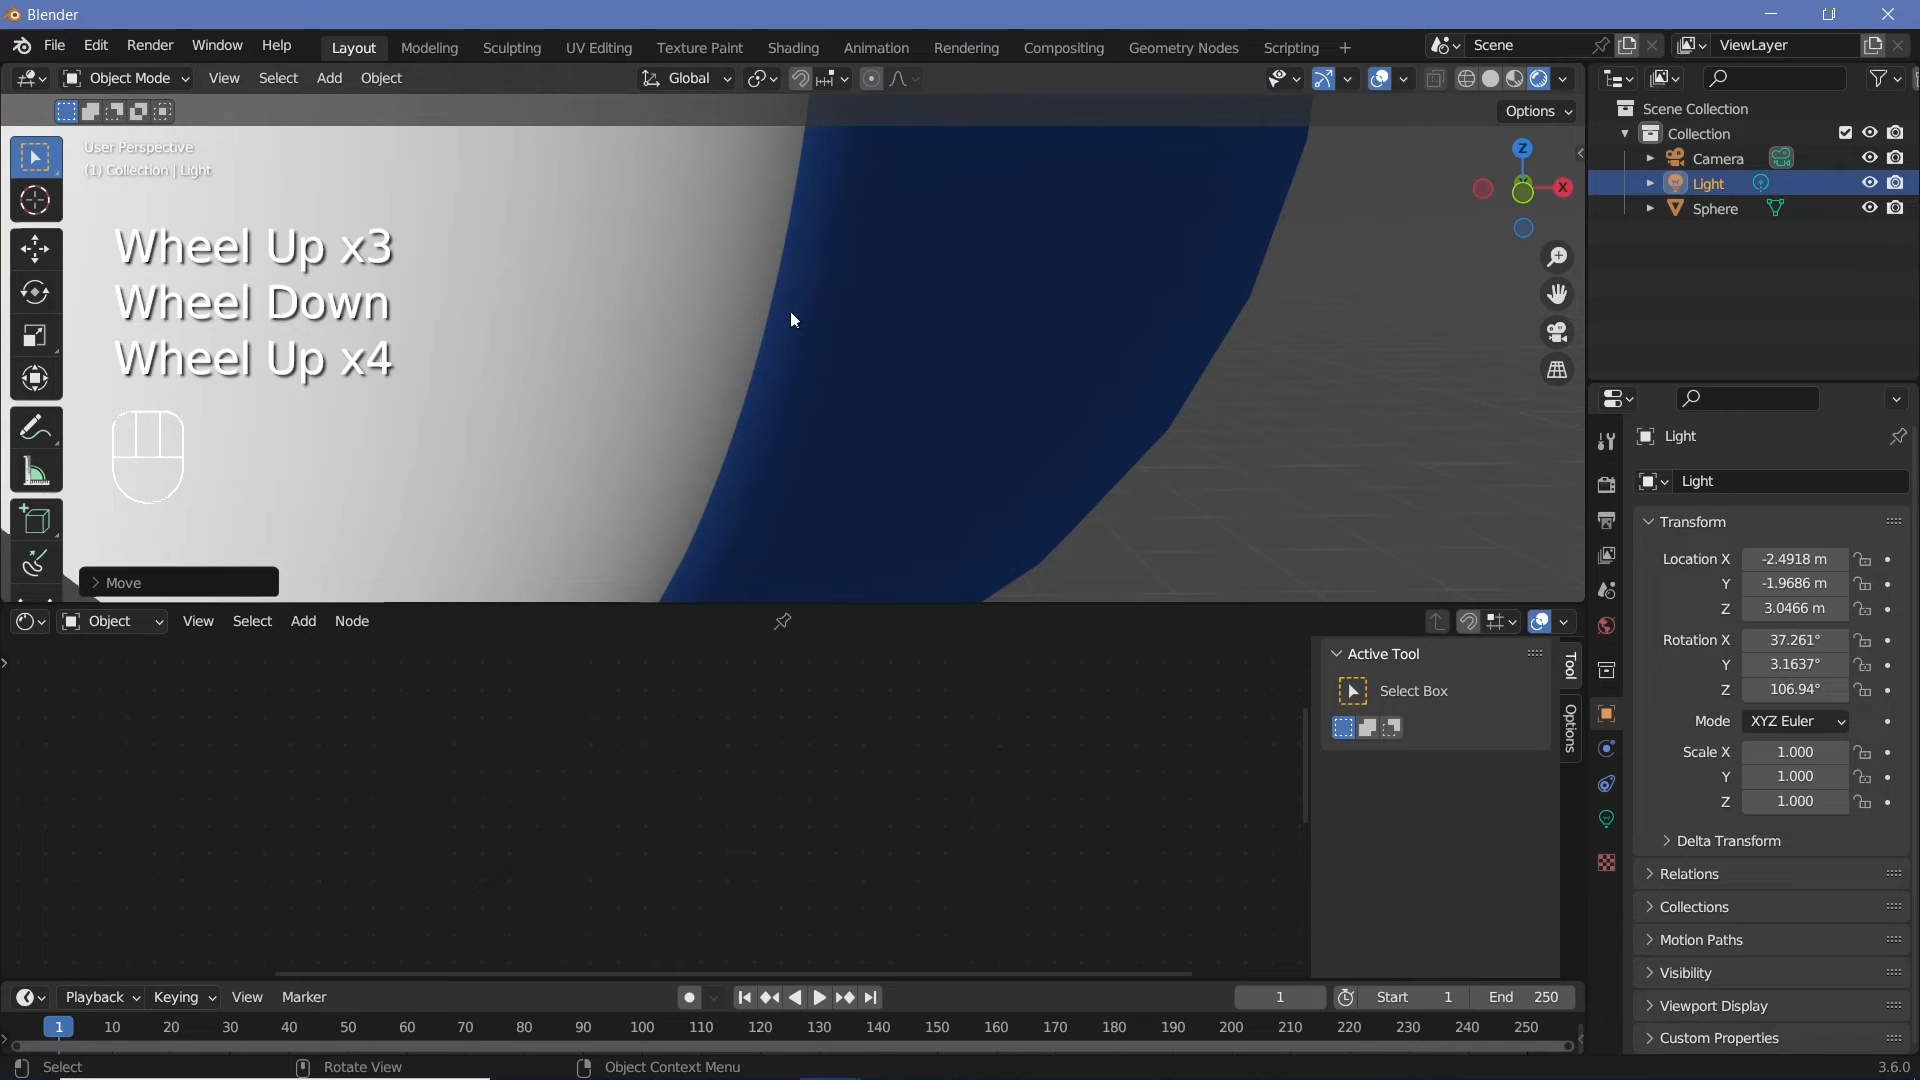 Blender
File Edit Render Window Help
Layout Modeling Sculpting UV Editing Texture Paint Shading Animation Rendering Compositing Geometry Nodes Scripting +
Scene
ViewLayer
Object Mode View Select Add Object
Global
Options
User Perspective
(1) Collection | Light
Z
X
Wheel Up x3
Wheel Down
Wheel Up x4
Move
Scene Collection
Collection
Camera
Light
Sphere
Light
Light
Transform
Location X -2.4918 m
Y -1.9686 m
Z 3.0466 m
Rotation X 37.261°
Y 3.1637°
Z 106.94°
Mode XYZ Euler
Scale X 1.000
Y 1.000
Z 1.000
Delta Transform
Relations
Collections
Motion Paths
Visibility
Viewport Display
Custom Properties
Object View Select Add Node
Active Tool
Select Box
Tool
Options
Playback Keying View Marker
1 Start 1 End 250
1 10 20 30 40 50 60 70 80 90 100 110 120 130 140 150 160 170 180 190 200 210 220 230 240 250
Select Rotate View Object Context Menu 3.6.0